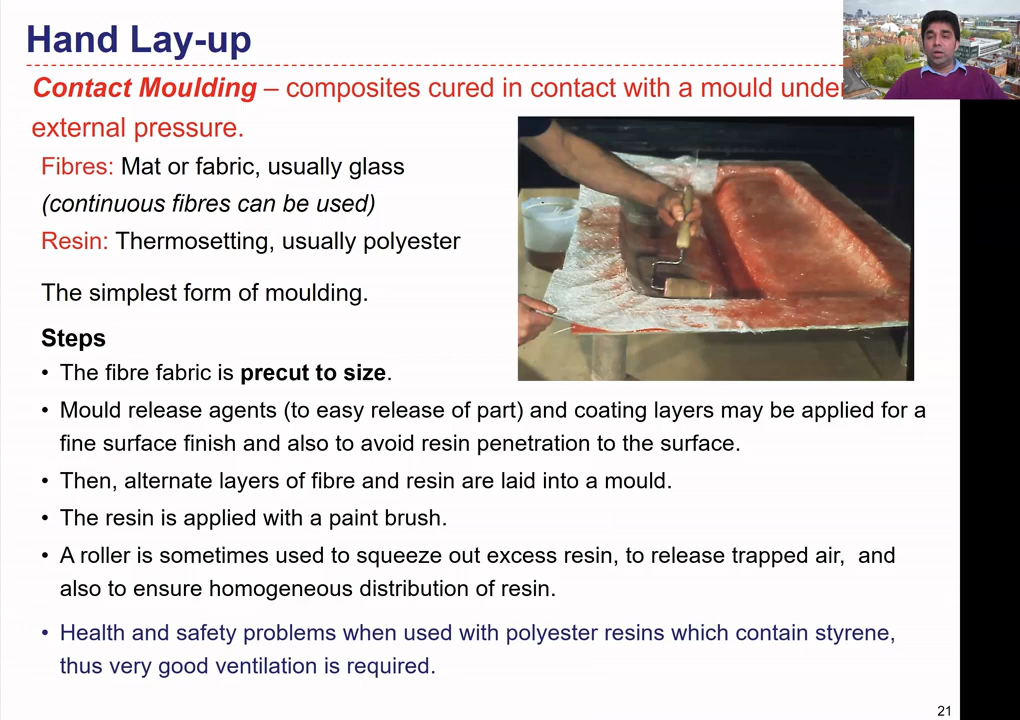 Hand Lay-up
Contact Moulding – composites cured in contact with a mould under
external pressure.
Fibres: Mat or fabric, usually glass
(continuous fibres can be used)
Resin: Thermosetting, usually polyester
The simplest form of moulding.
Steps
• The fibre fabric is precut to size.
• Mould release agents (to easy release of part) and coating layers may be applied for a
fine surface finish and also to avoid resin penetration to the surface.
• Then, alternate layers of fibre and resin are laid into a mould.
• The resin is applied with a paint brush.
• A roller is sometimes used to squeeze out excess resin, to release trapped air, and
also to ensure homogeneous distribution of resin.
• Health and safety problems when used with polyester resins which contain styrene,
thus very good ventilation is required.
21